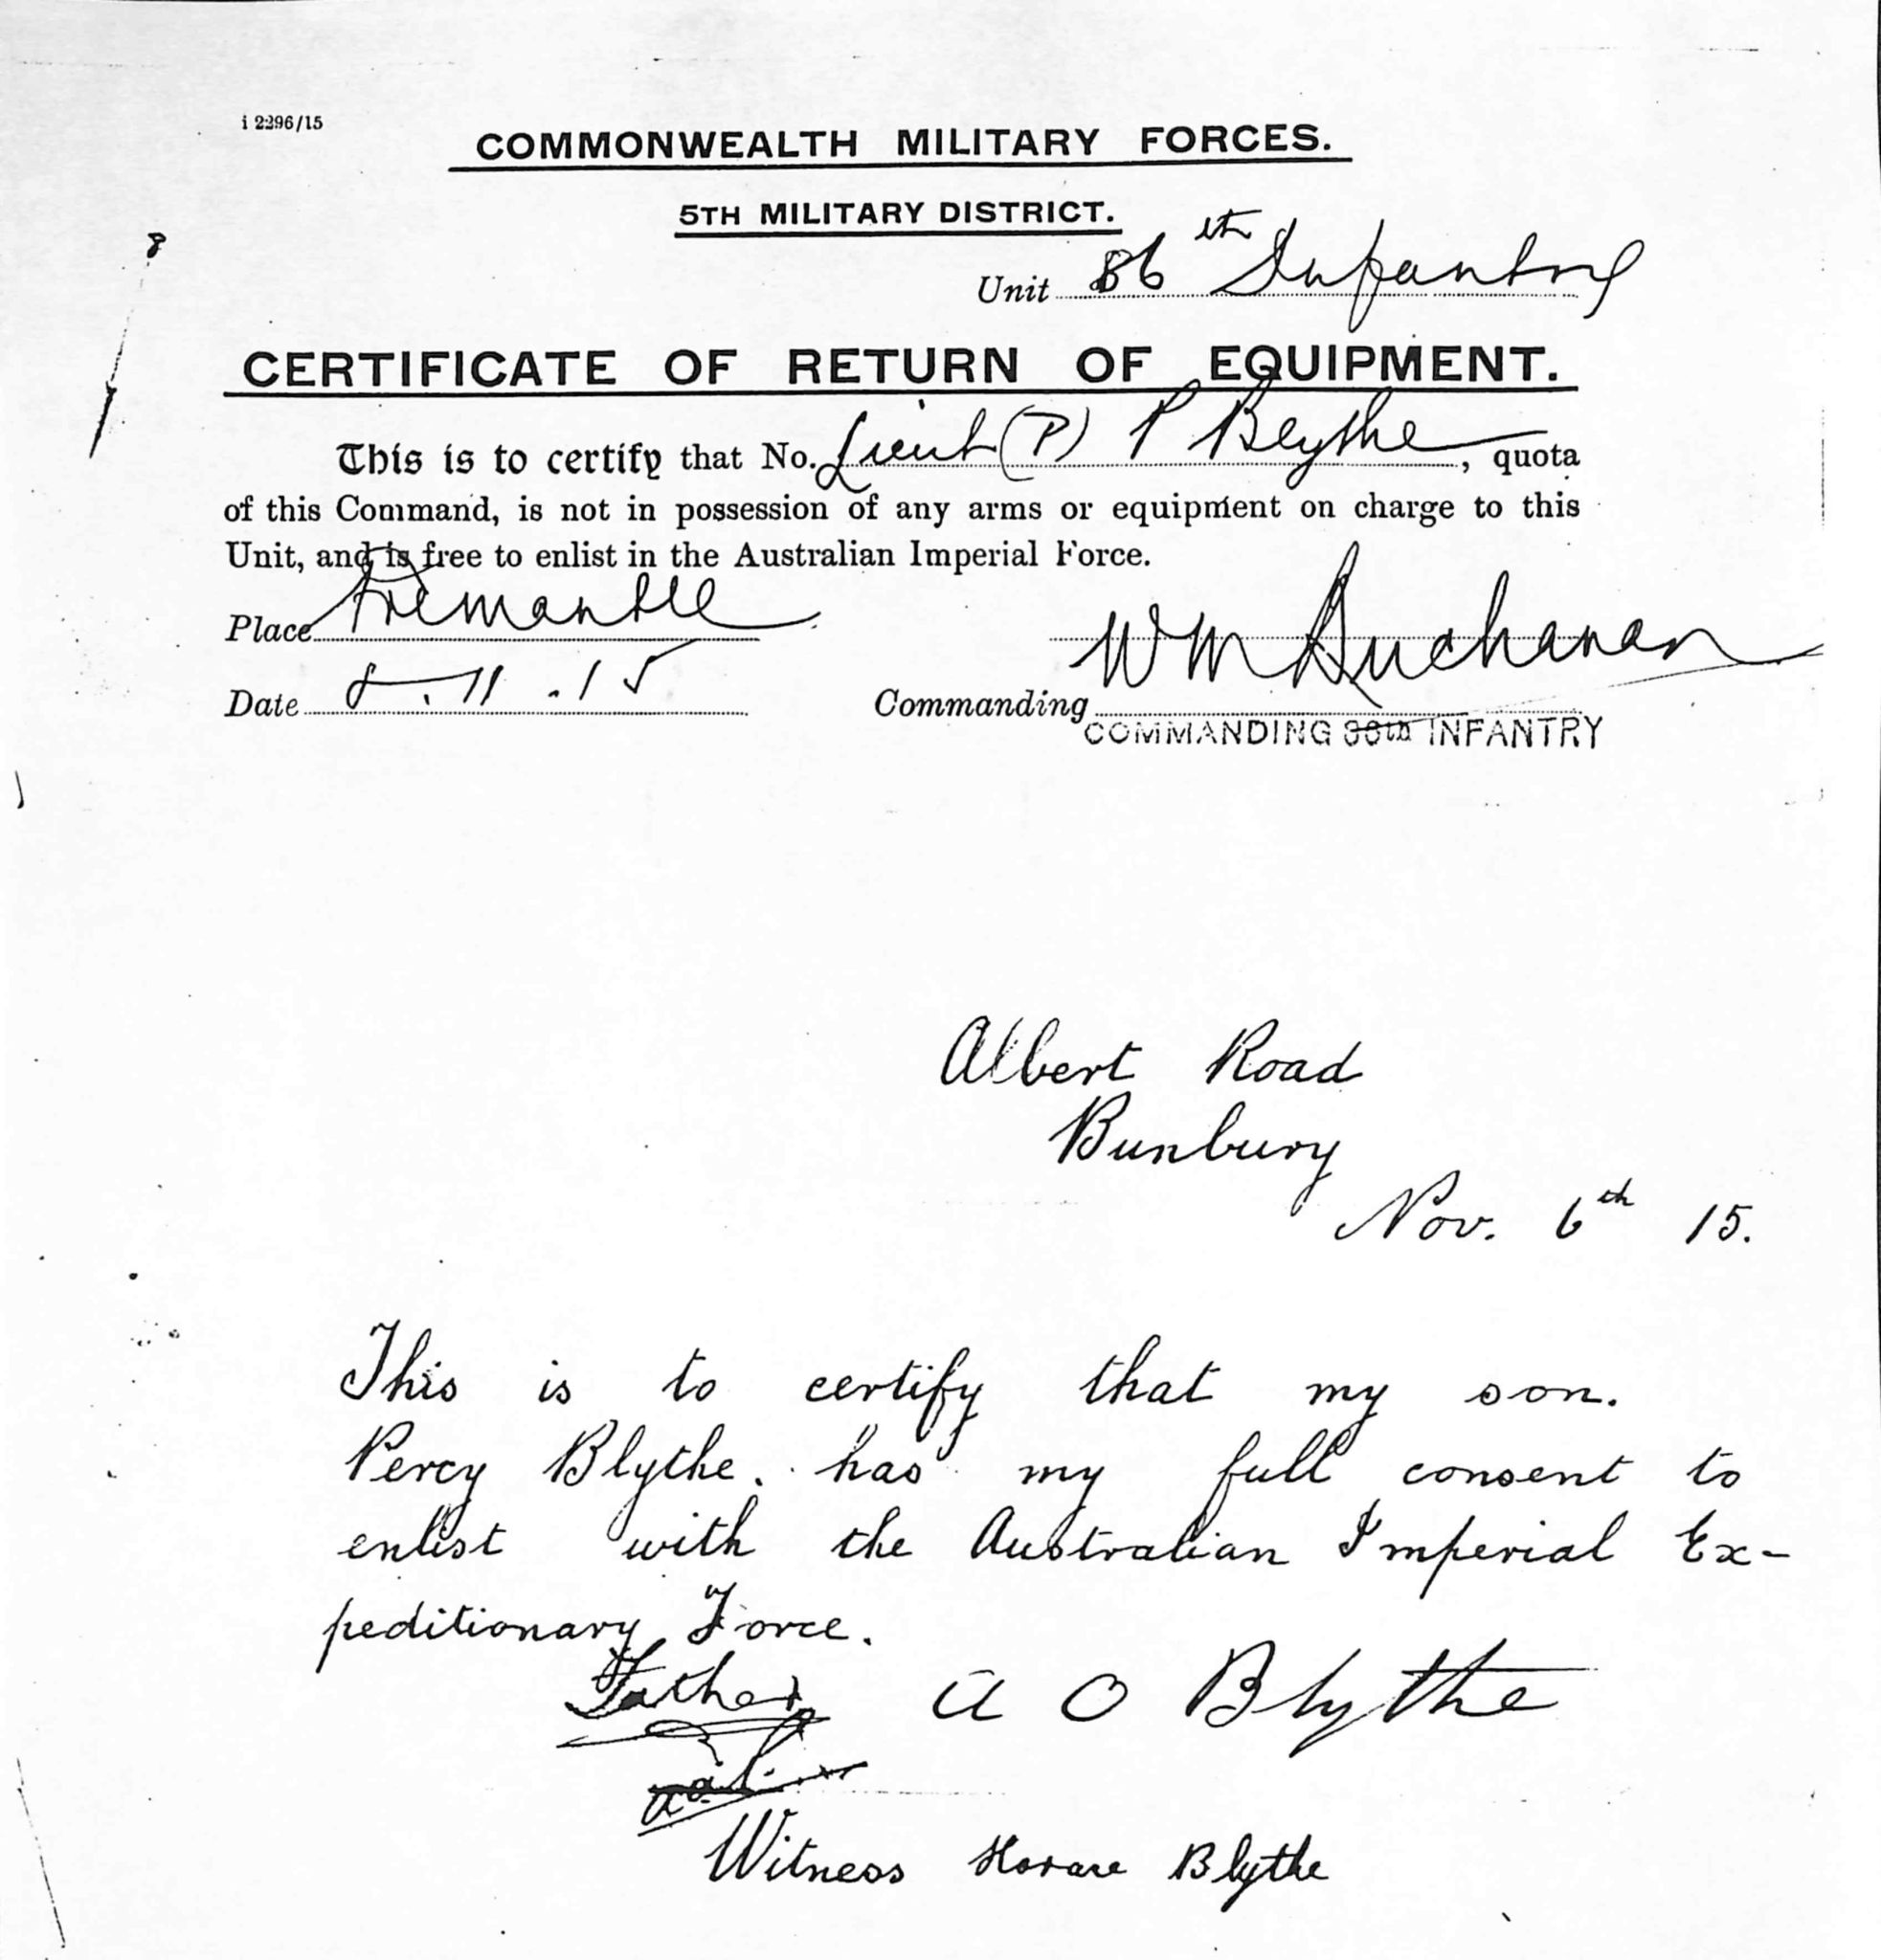 i 2296/15
COMMONWEALTH MILITARY FORCES.
5TH MILITARY DISTRICT.
Unit 86th Infantry
CERTIFICATE OF RETURN OF EQUIPMENT.
This is to certify that No. Lieut (P) P Blythe, quota
of this Command, is not in possession of any arms or equipment on charge to this
Unit, and is free to enlist in the Australian Imperial Force.
Place Fremantle
Wm Buchanan
Date 8.11.15
Commanding
COMMANDING INFANTRY
Albert Road
Bunbury
Nov. 6th 15.
This is to certify that my son.
Percy Blythe. has my full consent to
enlist with the Australian Imperial Ex-
peditionary Force.
Father A O Blythe
Witness Horace Blythe